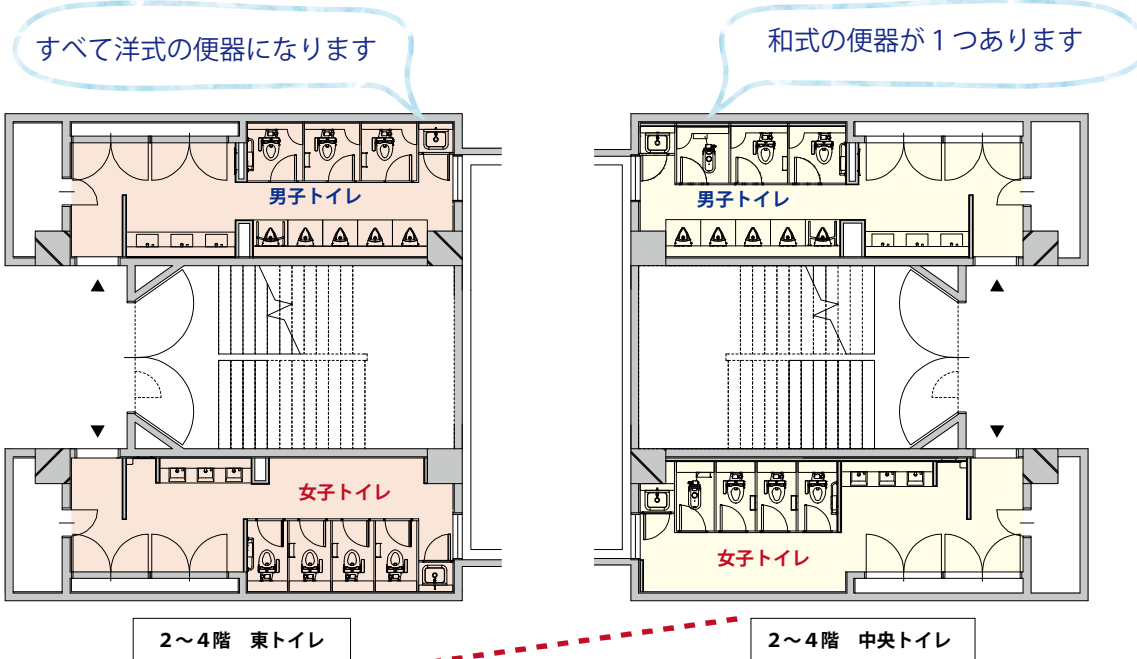 すべて洋式の便器になります
和式の便器が1つあります
男子トイレ
男子トイレ
女子トイレ
女子トイレ
2〜4階 東トイレ
2〜4階 中央トイレ